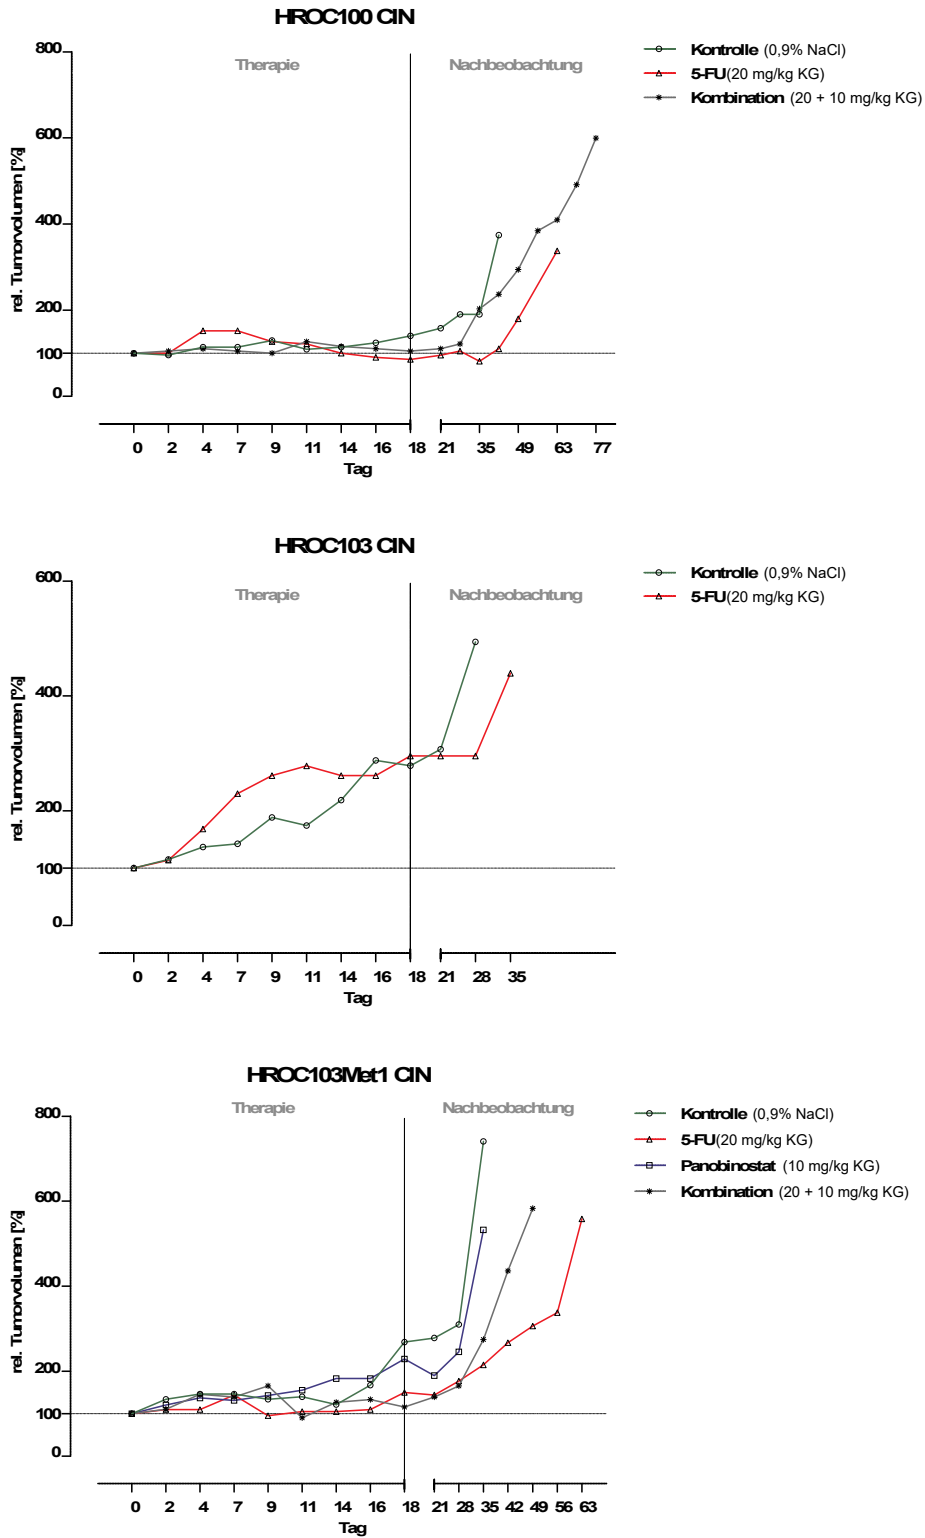 HROC100 CIN
800
600
400
200
100
0
rel. Tumorvolumen [%]
Therapie
Nachbeobachtung
Kontrolle (0,9% NaCl)
5-FU(20 mg/kg KG)
Kombination (20 + 10 mg/kg KG)
0 2 4 7 9 11 14 16 18 21 35 49 63 77
Tag
HROC103 CIN
600
400
200
100
0
rel. Tumorvolumen [%]
Therapie
Nachbeobachtung
Kontrolle (0,9% NaCl)
5-FU(20 mg/kg KG)
0 2 4 7 9 11 14 16 18 21 28 35
Tag
HROC103Met1 CIN
800
600
400
200
100
0
rel. Tumorvolumen [%]
Therapie
Nachbeobachtung
Kontrolle (0,9% NaCl)
5-FU(20 mg/kg KG)
Panobinostat (10 mg/kg KG)
Kombination (20 + 10 mg/kg KG)
0 2 4 7 9 11 14 16 18 21 28 35 42 49 56 63
Tag